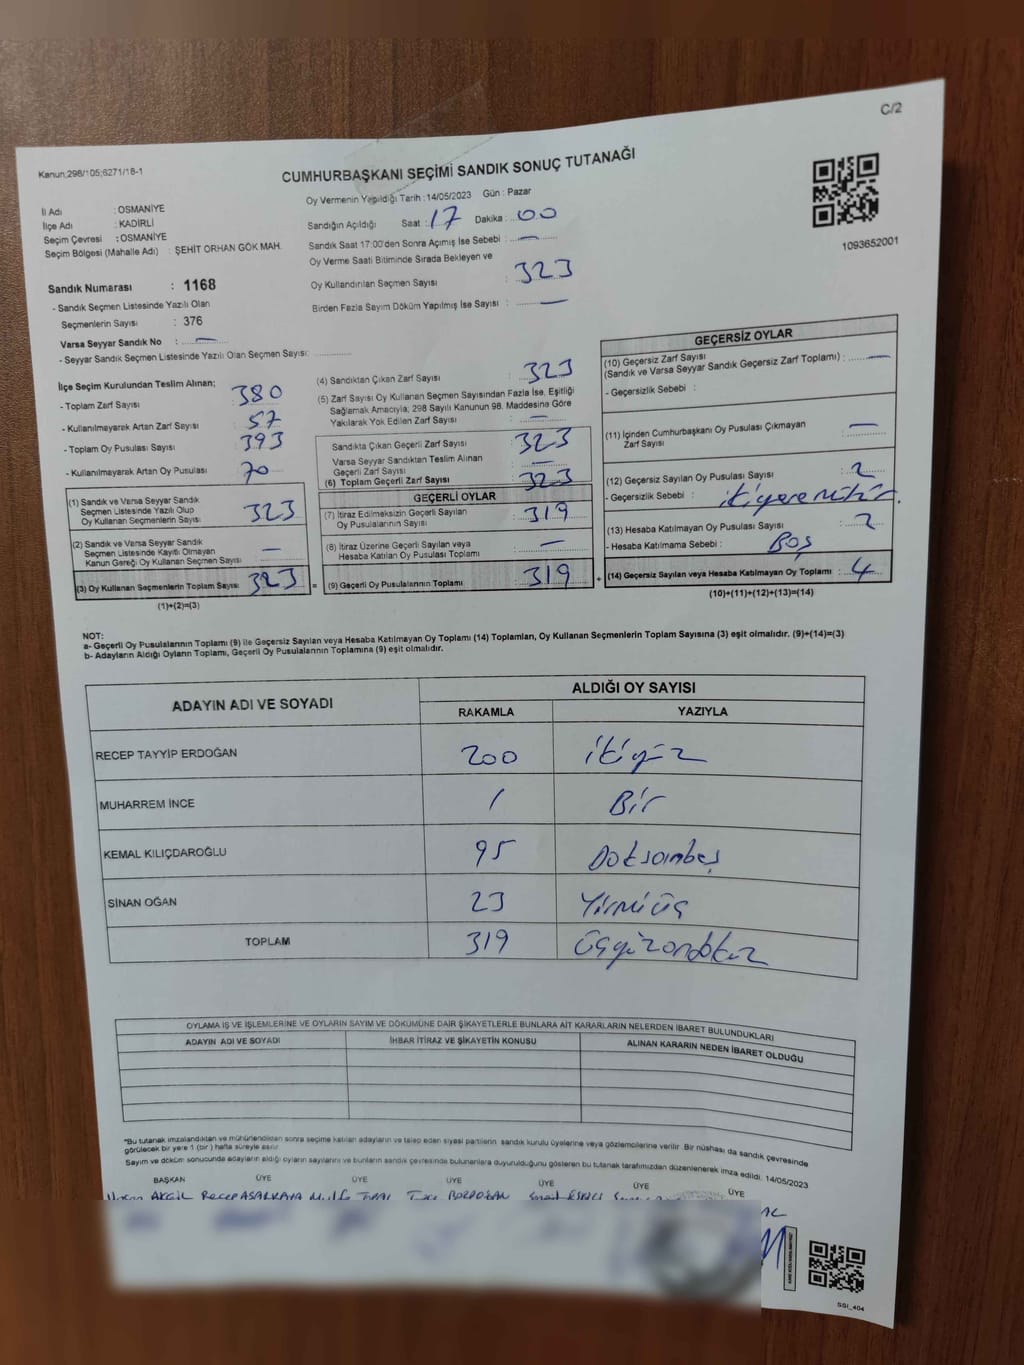 C/2
Kanun;298/105;6271/18-1
CUMHURBAŞKANI SEÇİMİ SANDIK SONUÇ TUTANAĞI
1093652001
İl Adı : OSMANİYE
İlçe Adı : KADİRLİ
Seçim Çevresi : OSMANİYE
Seçim Bölgesi (Mahalle Adı) : ŞEHİT ORHAN GÖK MAH.
Sandık Numarası : 1168
- Sandık Seçmen Listesinde Yazılı Olan
Seçmenlerin Sayısı : 376
Varsa Seyyar Sandık No : —
- Seyyar Sandık Seçmen Listesinde Yazılı Olan Seçmen Sayısı:
Oy Vermenin Yapıldığı Tarih :14/05/2023 Gün : Pazar
Sandığın Açıldığı Saat : 17 Dakika : 00
Sandık Saat 17:00'den Sonra Açımış İse Sebebi : —
Oy Verme Saati Bitiminde Sırada Bekleyen ve
Oy Kullandırılan Seçmen Sayısı : 323
Birden Fazla Sayım Döküm Yapılmış İse Sayısı : —
İlçe Seçim Kurulundan Teslim Alınan;
- Toplam Zarf Sayısı 380
- Kullanılmayarak Artan Zarf Sayısı 57
- Toplam Oy Pusulası Sayısı 393
- Kullanılmayarak Artan Oy Pusulası 70
(1) Sandık ve Varsa Seyyar Sandık
Seçmen Listesinde Yazılı Olup
Oy Kullanan Seçmenlerin Sayısı 323
(2) Sandık ve Varsa Seyyar Sandık
Seçmen Listesinde Kayıtlı Olmayan
Kanun Gereği Oy Kullanan Seçmen Sayısı —
(3) Oy Kullanan Seçmenlerin Toplam Sayısı 323 =
(1)+(2)=(3)
(4) Sandıktan Çıkan Zarf Sayısı : 323
(5) Zarf Sayısı Oy Kullanan Seçmen Sayısından Fazla İse, Eşitliği
Sağlamak Amacıyla; 298 Sayılı Kanunun 98. Maddesine Göre
Yakılarak Yok Edilen Zarf Sayısı : —
Sandıkta Çıkan Geçerli Zarf Sayısı : 323
Varsa Seyyar Sandıktan Teslim Alınan
Geçerli Zarf Sayısı : —
(6) Toplam Geçerli Zarf Sayısı : 323
GEÇERLİ OYLAR
(7) İtiraz Edilmeksizin Geçerli Sayılan
Oy Pusulalarının Sayısı : 319
(8) İtiraz Üzerine Geçerli Sayılan veya
Hesaba Katılan Oy Pusulası Toplamı : —
(9) Geçerli Oy Pusulalarının Toplamı : 319 +
GEÇERSİZ OYLAR
(10) Geçersiz Zarf Sayısı
(Sandık ve Varsa Seyyar Sandık Geçersiz Zarf Toplamı) : —
- Geçersizlik Sebebi :
(11) İçinden Cumhurbaşkanı Oy Pusulası Çıkmayan
Zarf Sayısı : —
(12) Geçersiz Sayılan Oy Pusulası Sayısı : 2
- Geçersizlik Sebebi : iki yere mühür.
(13) Hesaba Katılmayan Oy Pusulası Sayısı : 2
- Hesaba Katılmama Sebebi : Boş
(14) Geçersiz Sayılan veya Hesaba Katılmayan Oy Toplamı : 4
(10)+(11)+(12)+(13)=(14)
NOT:
a- Geçerli Oy Pusulalarının Toplamı (9) ile Geçersiz Sayılan veya Hesaba Katılmayan Oy Toplamı (14) Toplamları, Oy Kullanan Seçmenlerin Toplam Sayısına (3) eşit olmalıdır. (9)+(14)=(3)
b- Adayların Aldığı Oyların Toplamı, Geçerli Oy Pusulalarının Toplamına (9) eşit olmalıdır.
ADAYIN ADI VE SOYADI ALDIĞI OY SAYISI
RAKAMLA YAZIYLA
RECEP TAYYİP ERDOĞAN 200 ikiyüz
MUHARREM İNCE 1 Bir
KEMAL KILIÇDAROĞLU 95 Doksanbeş
SİNAN OĞAN 23 Yirmiüç
TOPLAM 319 Üçyüzondokuz
OYLAMA İŞ VE İŞLEMLERİNE VE OYLARIN SAYIM VE DÖKÜMÜNE DAİR ŞİKAYETLERLE BUNLARA AİT KARARLARIN NELERDEN İBARET BULUNDUKLARI
ADAYIN ADI VE SOYADI İHBAR İTİRAZ VE ŞİKAYETİN KONUSU ALINAN KARARIN NEDEN İBARET OLDUĞU
*Bu tutanak imzalandıktan ve mühürlendikten sonra seçime katılan adayların ve talep eden siyasi partilerin sandık kurulu üyelerine veya gözlemcilerine verilir. Bir nüshası da sandık çevresinde
görülecek bir yere 1 (bir) hafta süreyle asılır.
Sayım ve döküm sonucunda adayların aldığı oyların sayılarını ve bunların sandık çevresinde bulunanlara duyurulduğunu gösteren bu tutanak tarafımızdan düzenlenerek imza edildi. 14/05/2023
BAŞKAN ÜYE ÜYE ÜYE ÜYE ÜYE ÜYE
AKGİL RECEP ASARKAYA
SSİ_404